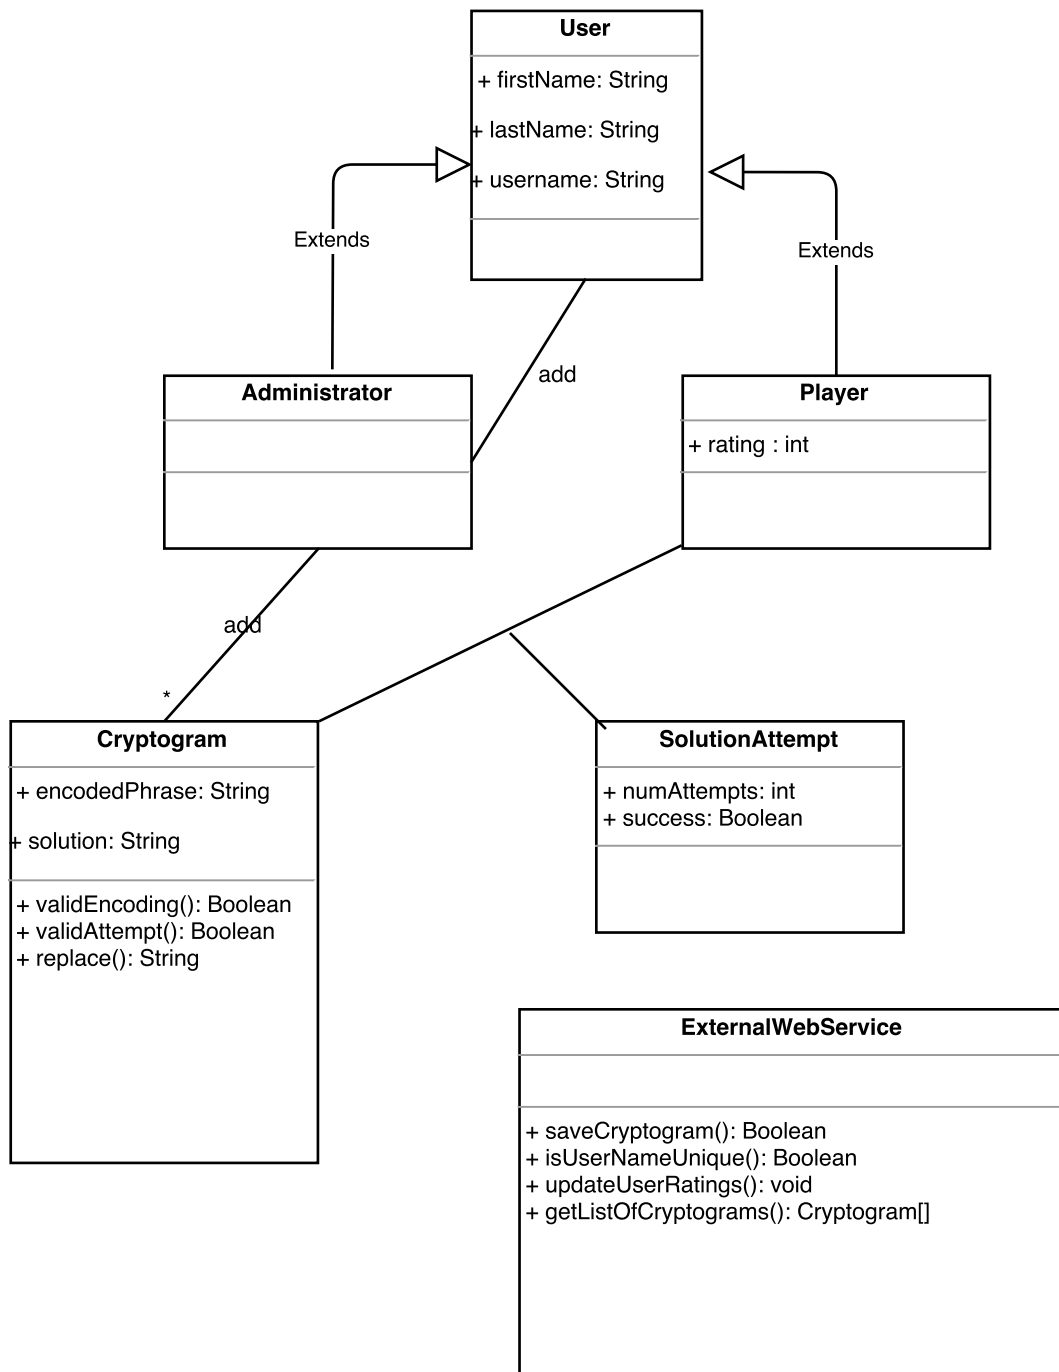 User
+ firstName: String
+ lastName: String
+ username: String
Extends
Extends
add
Administrator
Player
+ rating : int
add
*
Cryptogram
+ encodedPhrase: String
+ solution: String
+ validEncoding(): Boolean
+ validAttempt(): Boolean
+ replace(): String
SolutionAttempt
+ numAttempts: int
+ success: Boolean
ExternalWebService
+ saveCryptogram(): Boolean
+ isUserNameUnique(): Boolean
+ updateUserRatings(): void
+ getListOfCryptograms(): Cryptogram[]